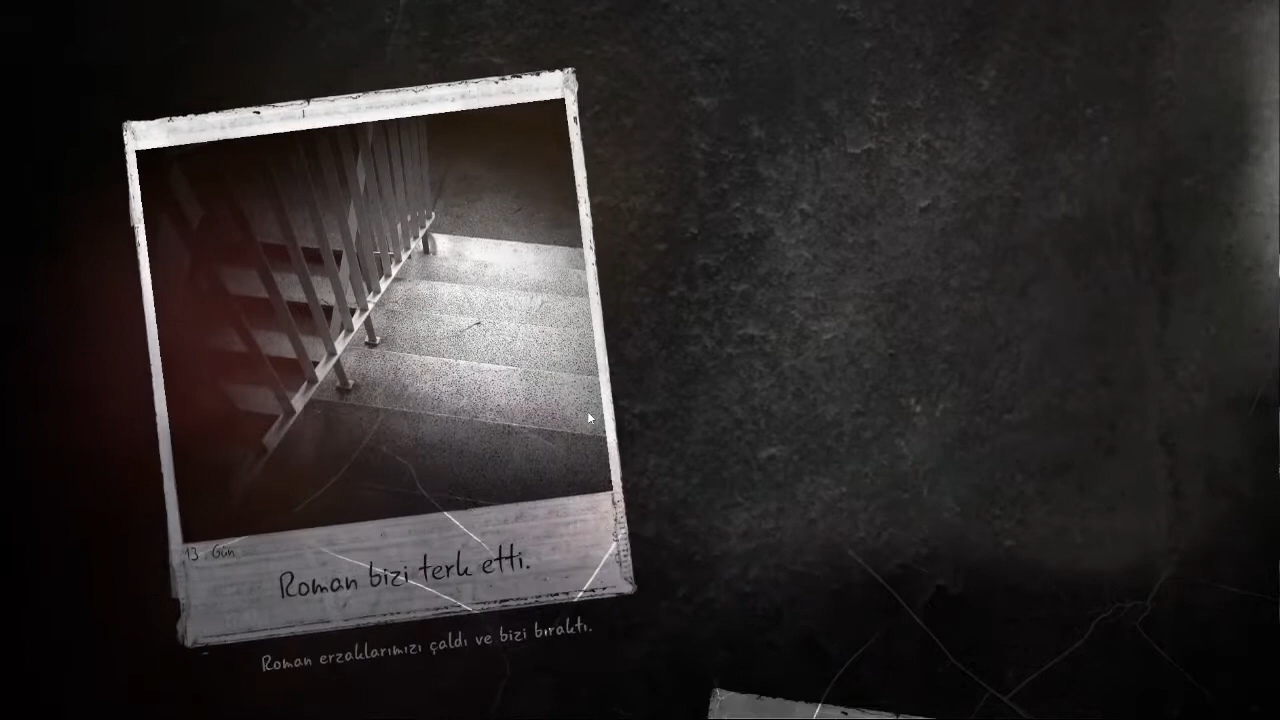 13. Gün
Roman bizi terk etti.
Roman erzaklarımızı çaldı ve bizi bıraktı.